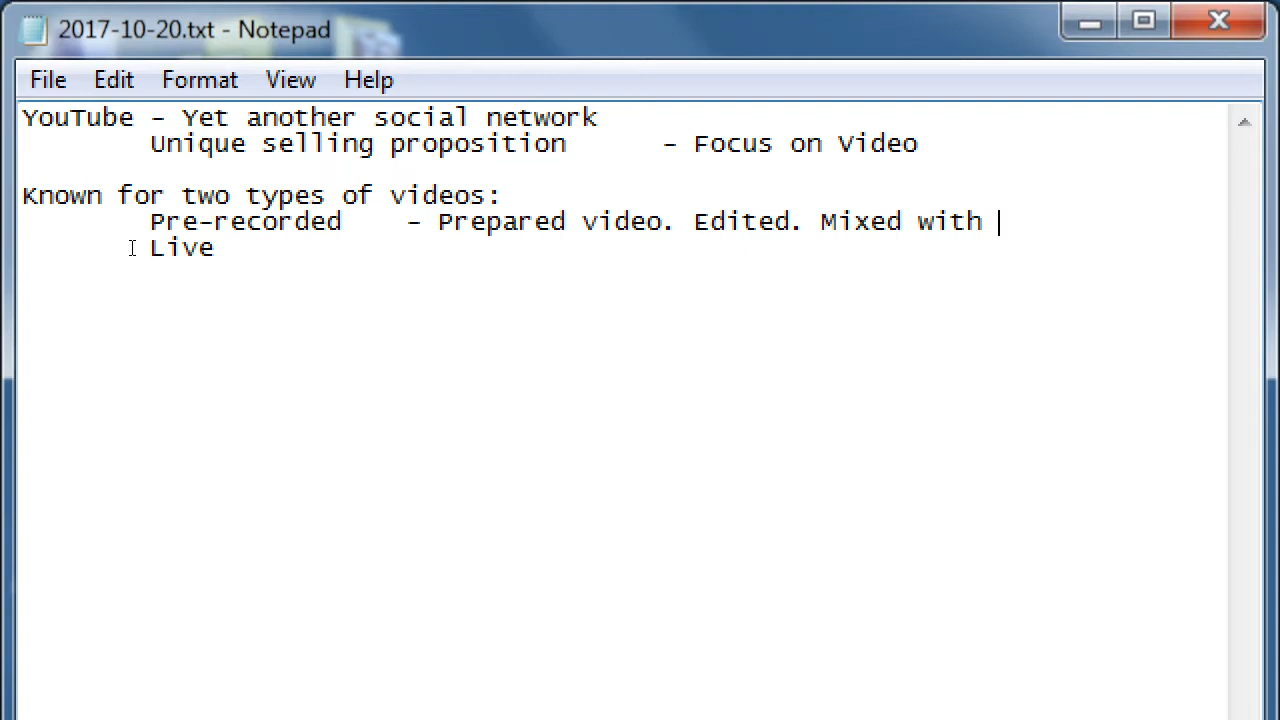 2017-10-20.txt - Notepad
File Edit Format View Help
YouTube - Yet another social network
Unique selling proposition - Focus on Video
Known for two types of videos:
Pre-recorded - Prepared video. Edited. Mixed with
Live